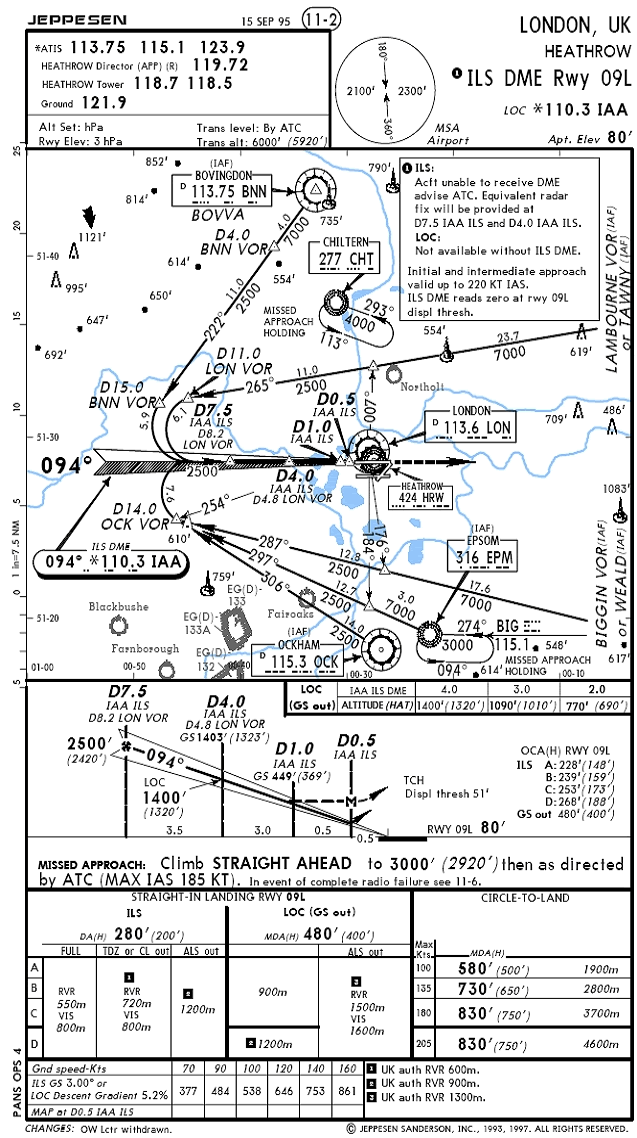 JEPPESEN
15 SEP 95
11-2
LONDON, UK
HEATHROW
❶ILS DME Rwy 09L
LOC *110.3 IAA
*ATIS 113.75 115.1 123.9
HEATHROW Director (APP) (R) 119.72
HEATHROW Tower 118.7 118.5
Ground 121.9
Alt Set: hPa
Rwy Elev: 3 hPa
Trans level: By ATC
Trans alt: 6000' (5920')
180°
2100' 2300'
360°
MSA
Airport
Apt. Elev 80'
❶ ILS:
Acft unable to receive DME
advise ATC. Equivalent radar
fix will be provided at
D7.5 IAA ILS and D4.0 IAA ILS.
LOC:
Not available without ILS DME.
Initial and intermediate approach
valid up to 220 KT IAS.
ILS DME reads zero at rwy 09L
displ thresh.
25
20
15
10
5
0
5
51-40
51-30
51-20
1 In=7.5 NM
01-00
00-50
00-40
00-30
00-10
852'
814'
1121'
995'
614'
650'
647'
692'
(IAF)
BOVINGDON
D 113.75 BNN
BOVVA
735'
790'
D4.0
BNN VOR
4.0
7000
554'
11.0
2500
222°
CHILTERN
277 CHT
MISSED
APPROACH
HOLDING
293°
4000
113°
554'
23.7
7000
619'
LAMBOURNE VOR (IAF)
or TAWNY (IAF)
D11.0
LON VOR
265°
11.0
2500
Northolt
D15.0
BNN VOR
5.9
6.1
D7.5
IAA ILS
D8.2
LON VOR
D0.5
IAA ILS
D1.0
IAA ILS
007°
LONDON
D 113.6 LON
709'
486'
094°
2500
D4.0
IAA ILS
D4.8 LON VOR
HEATHROW
424 HRW
7.6
D14.0
OCK VOR
254°
610'
1083'
ILS DME
094° *110.3 IAA
287°
12.8
2500
297°
12.7
2500
306°
14.0
2500
176°
184°
(IAF)
EPSOM
316 EPM
3.0
7000
17.6
7000
BIGGIN VOR (IAF)
or WEALD (IAF)
759'
EG(D)-
133
EG(D)-
133A
EG(D)-
132
Blackbushe
Farnborough
Fairoaks
(IAF)
OCKHAM
D 115.3 OCK
274°
3000
094°
BIG
115.1
548'
MISSED APPROACH
HOLDING
614'
617'
LOC
(GS out)
IAA ILS DME 4.0 3.0 2.0
ALTITUDE (HAT) 1400' (1320') 1090' (1010') 770' (690')
D7.5
IAA ILS
D8.2 LON VOR
D4.0
IAA ILS
D4.8 LON VOR
GS1403' (1323')
D1.0
IAA ILS
GS 449' (369')
D0.5
IAA ILS
2500'
(2420')
094°
LOC
1400'
(1320')
M
TCH
Displ thresh 51'
3.5 3.0 0.5 0.5
RWY 09L 80'
OCA(H) RWY 09L
ILS A: 228' (148')
B: 239' (159')
C: 253' (173')
D: 268' (188')
GS out 480' (400')
MISSED APPROACH: Climb STRAIGHT AHEAD to 3000' (2920') then as directed
by ATC (MAX IAS 185 KT). In event of complete radio failure see 11-6.
STRAIGHT-IN LANDING RWY 09L
CIRCLE-TO-LAND
ILS
DA(H) 280' (200')
LOC (GS out)
MDA(H) 480' (400')
FULL TDZ or CL out ALS out
ALS out
Max
Kts.
MDA(H)
A
B
C
D
RVR
550m
VIS
800m
1
RVR
720m
VIS
800m
2
1200m
900m
2 1200m
3
RVR
1500m
VIS
1600m
100 580' (500') 1900m
135 730' (650') 2800m
180 830' (750') 3700m
205 830' (750') 4600m
PANS OPS 4
Gnd speed-Kts 70 90 100 120 140 160
ILS GS 3.00° or
LOC Descent Gradient 5.2% 377 484 538 646 753 861
MAP at D0.5 IAA ILS
1 UK auth RVR 600m.
2 UK auth RVR 900m.
3 UK auth RVR 1300m.
CHANGES: OW Lctr withdrawn.
© JEPPESEN SANDERSON, INC., 1993, 1997. ALL RIGHTS RESERVED.